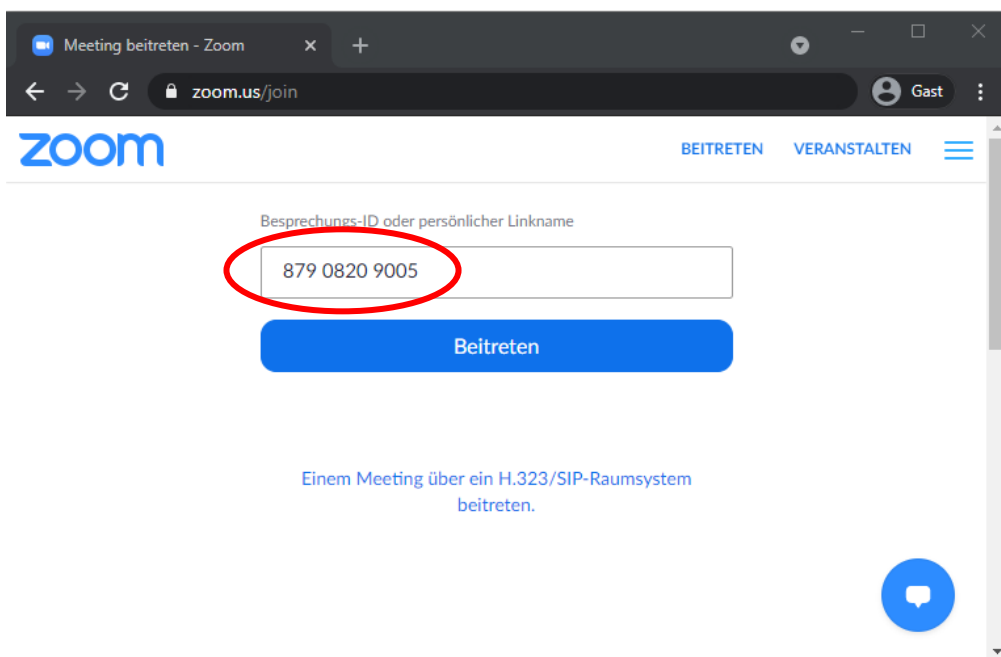 Meeting beitreten - Zoom
Gast
zoom.us/join
zoom
BEITRETEN VERANSTALTEN
Besprechungs-ID oder persönlicher Linkname
879 0820 9005
Beitreten
Einem Meeting über ein H.323/SIP-Raumsystem
beitreten.